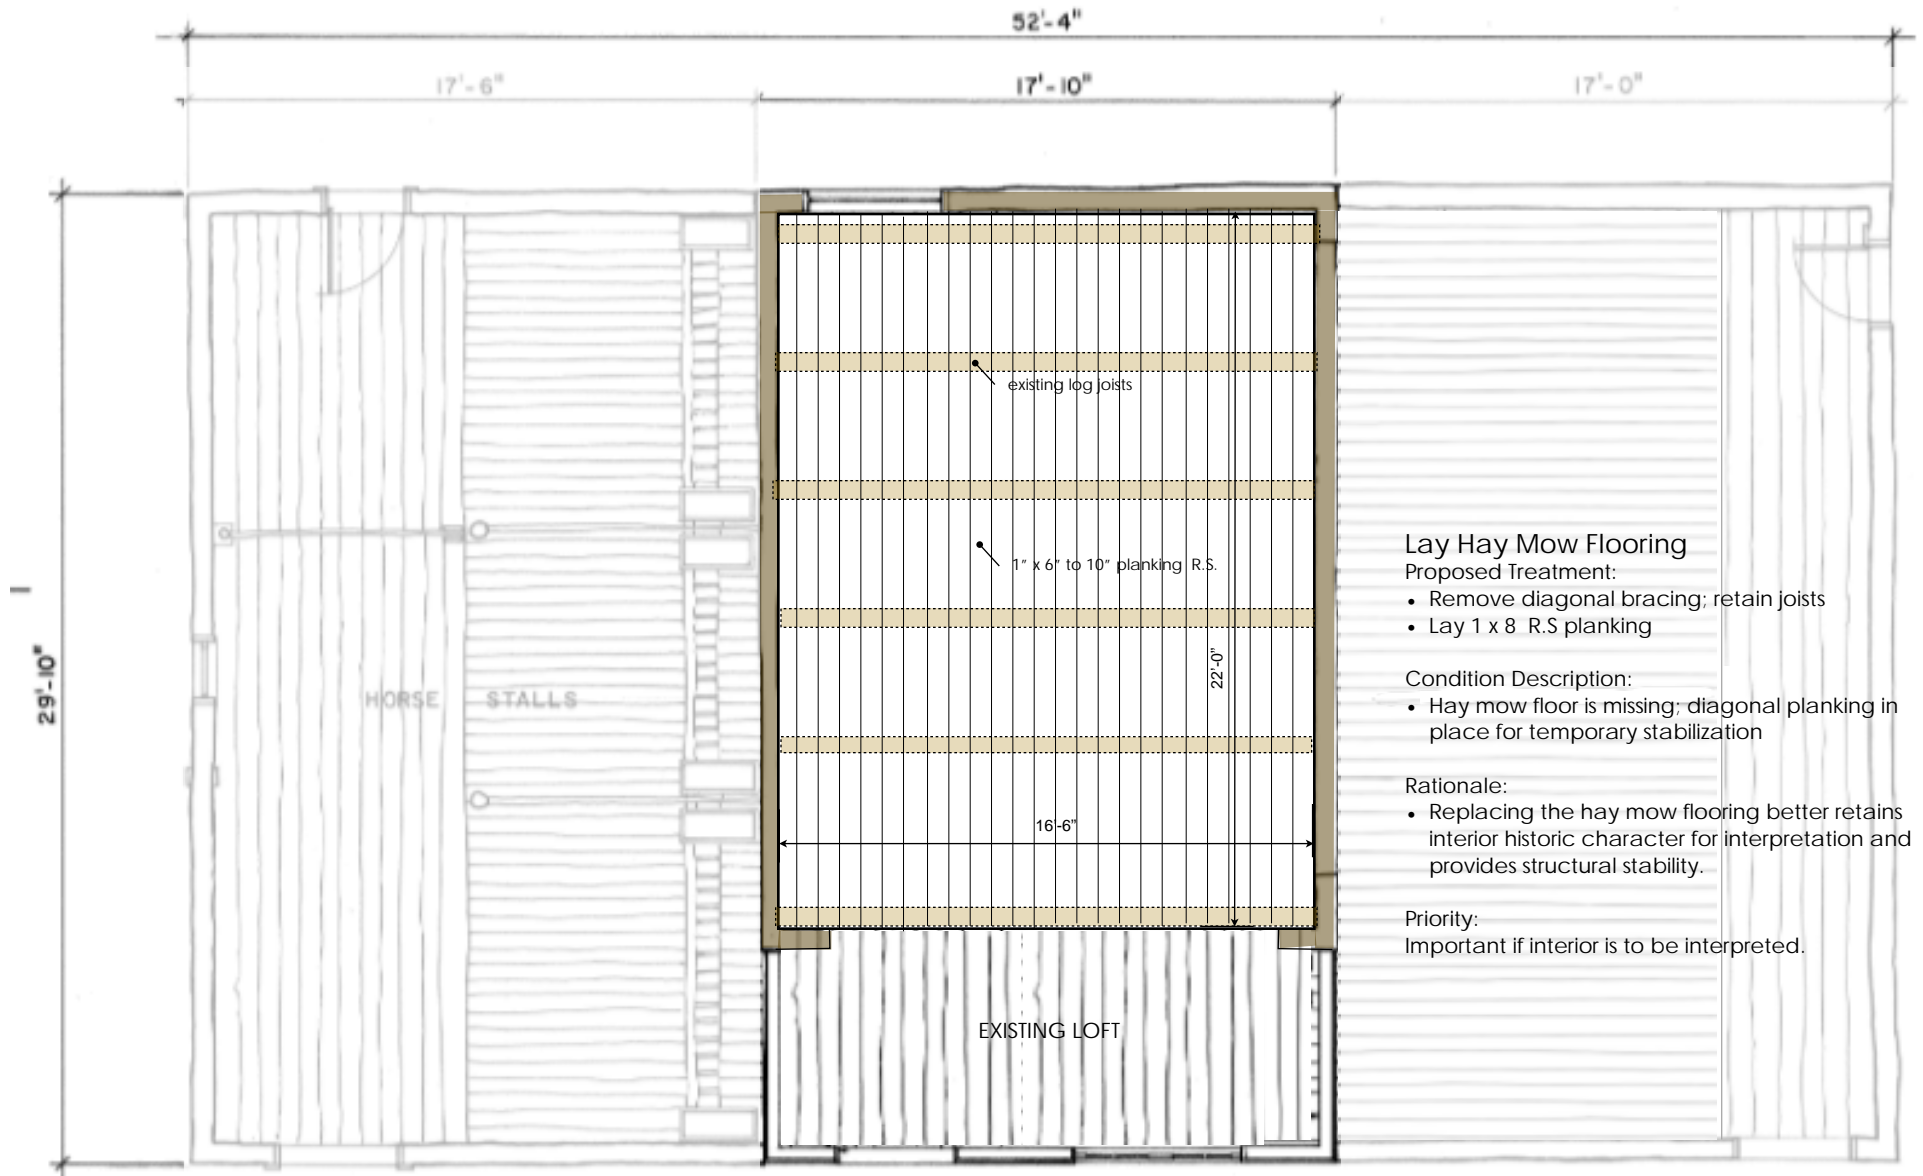 52'-4"
17'-6"
17'-10"
17'-0"
29'-10"
existing log joists
1" x 6" to 10" planking R.S.
22'-0"
16'-6"
HORSE STALLS
EXISTING LOFT
Lay Hay Mow Flooring
Proposed Treatment:
• Remove diagonal bracing; retain joists
• Lay 1 x 8 R.S planking
Condition Description:
• Hay mow floor is missing; diagonal planking in
place for temporary stabilization
Rationale:
• Replacing the hay mow flooring better retains
interior historic character for interpretation and
provides structural stability.
Priority:
Important if interior is to be interpreted.